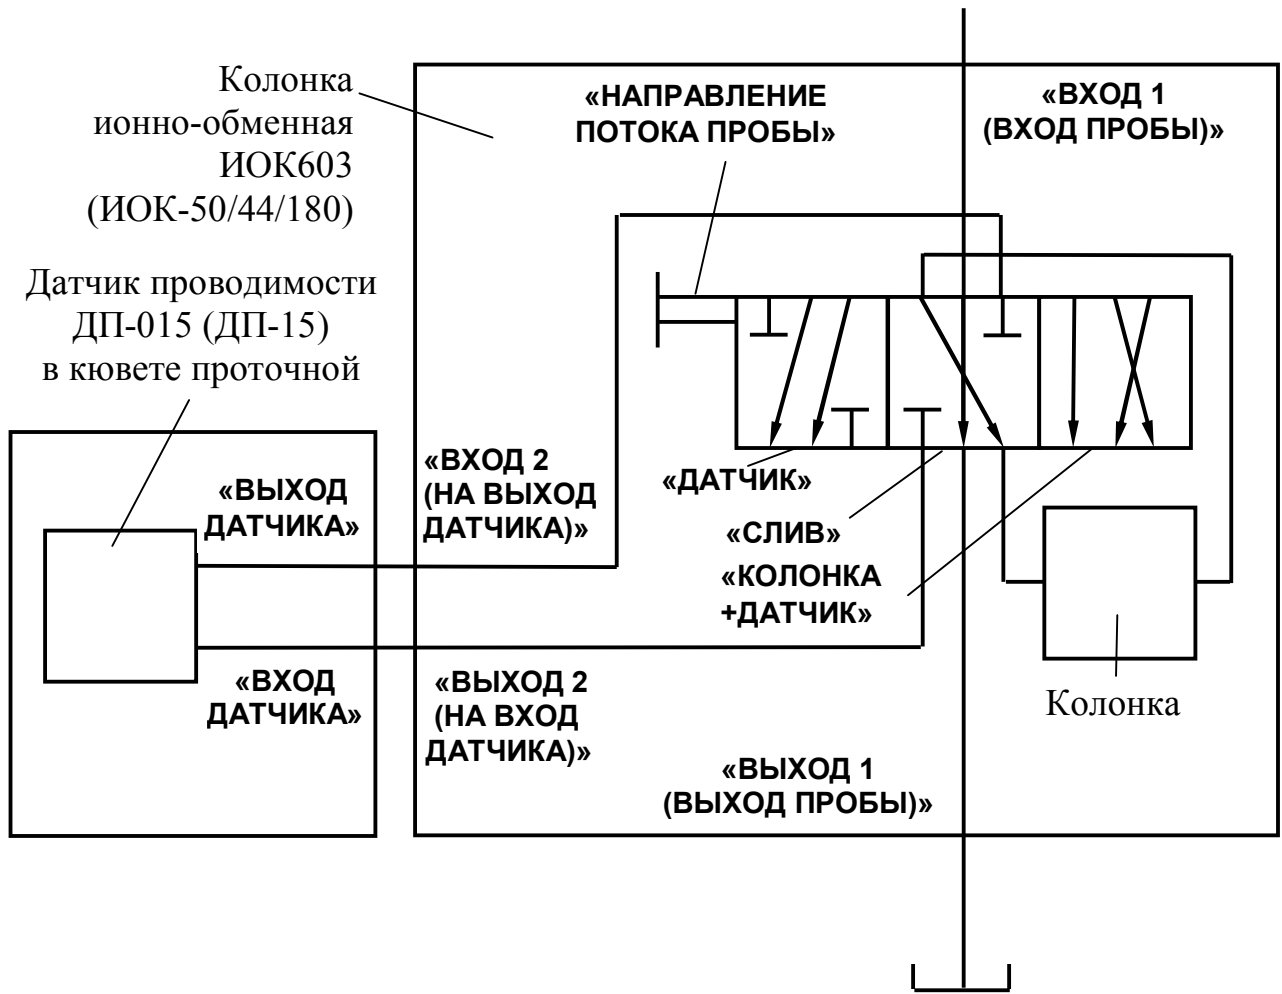 Колонка
ионно-обменная
ИОК603
(ИОК-50/44/180)
«НАПРАВЛЕНИЕ
ПОТОКА ПРОБЫ»
«ВХОД 1
(ВХОД ПРОБЫ)»
Датчик проводимости
ДП-015 (ДП-15)
в кювете проточной
«ВЫХОД
ДАТЧИКА»
«ВХОД 2
(НА ВЫХОД
ДАТЧИКА)»
«ДАТЧИК»
«СЛИВ»
«КОЛОНКА
+ДАТЧИК»
«ВХОД
ДАТЧИКА»
«ВЫХОД 2
(НА ВХОД
ДАТЧИКА)»
Колонка
«ВЫХОД 1
(ВЫХОД ПРОБЫ)»